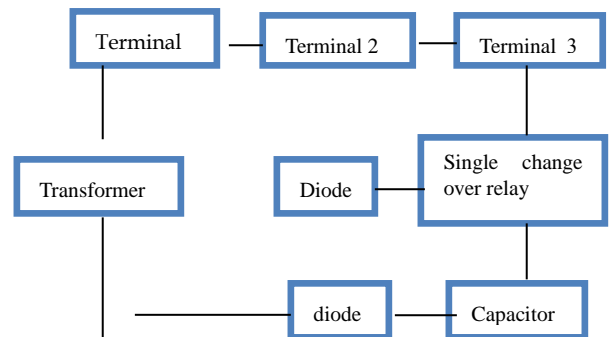 Terminal
Terminal 2
Terminal 3
Transformer
Diode
Single change
over relay
diode
Capacitor